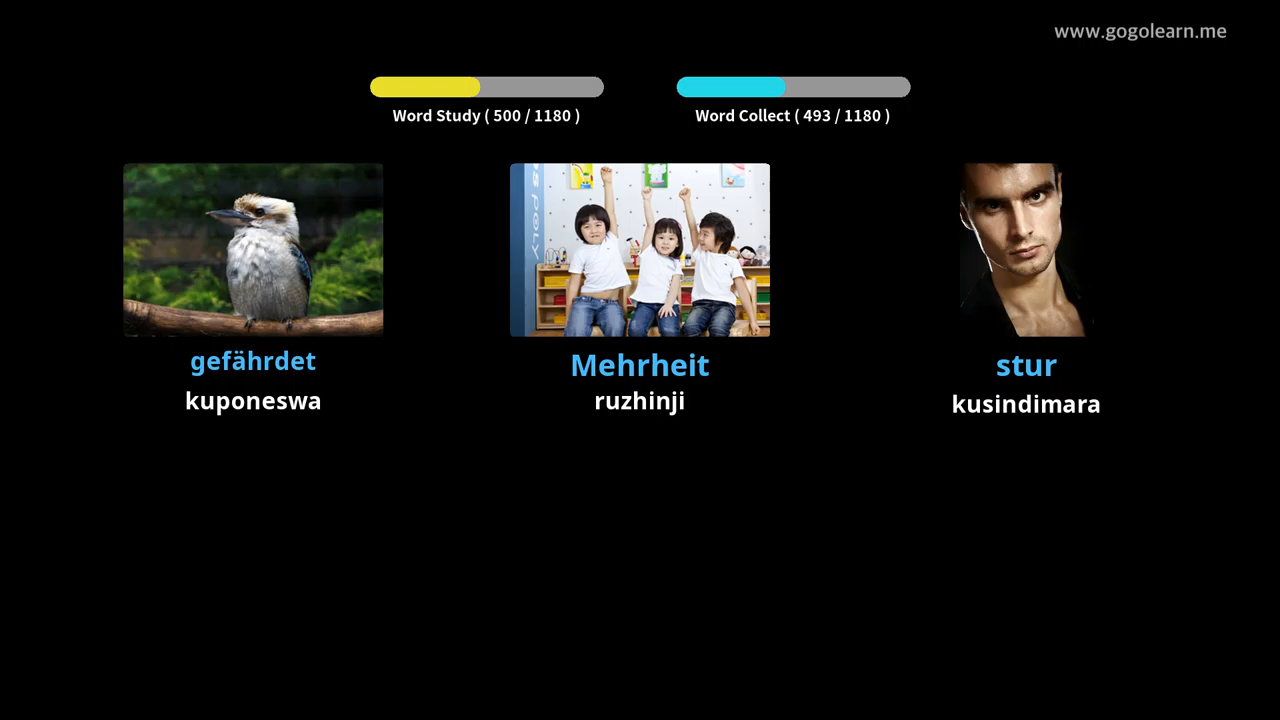 www.gogolearn.me
Word Study ( 500 / 1180 )
Word Collect ( 493 / 1180 )
gefährdet
kuponeswa
Mehrheit
ruzhinji
stur
kusindimara